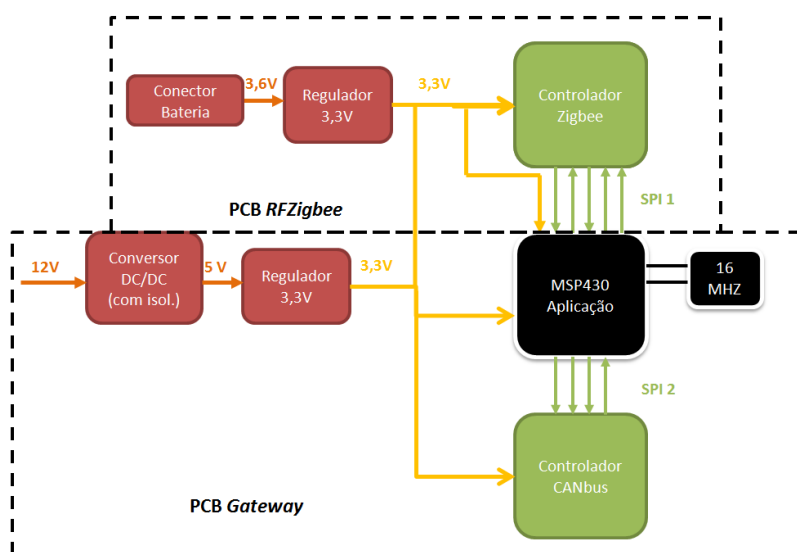 Conector
Bateria
3,6V
Regulador
3,3V
3,3V
Controlador
Zigbee
PCB RFZigbee
SPI 1
12V
Conversor
DC/DC
(com isol.)
5 V
Regulador
3,3V
3,3V
MSP430
Aplicação
16
MHZ
SPI 2
Controlador
CANbus
PCB Gateway